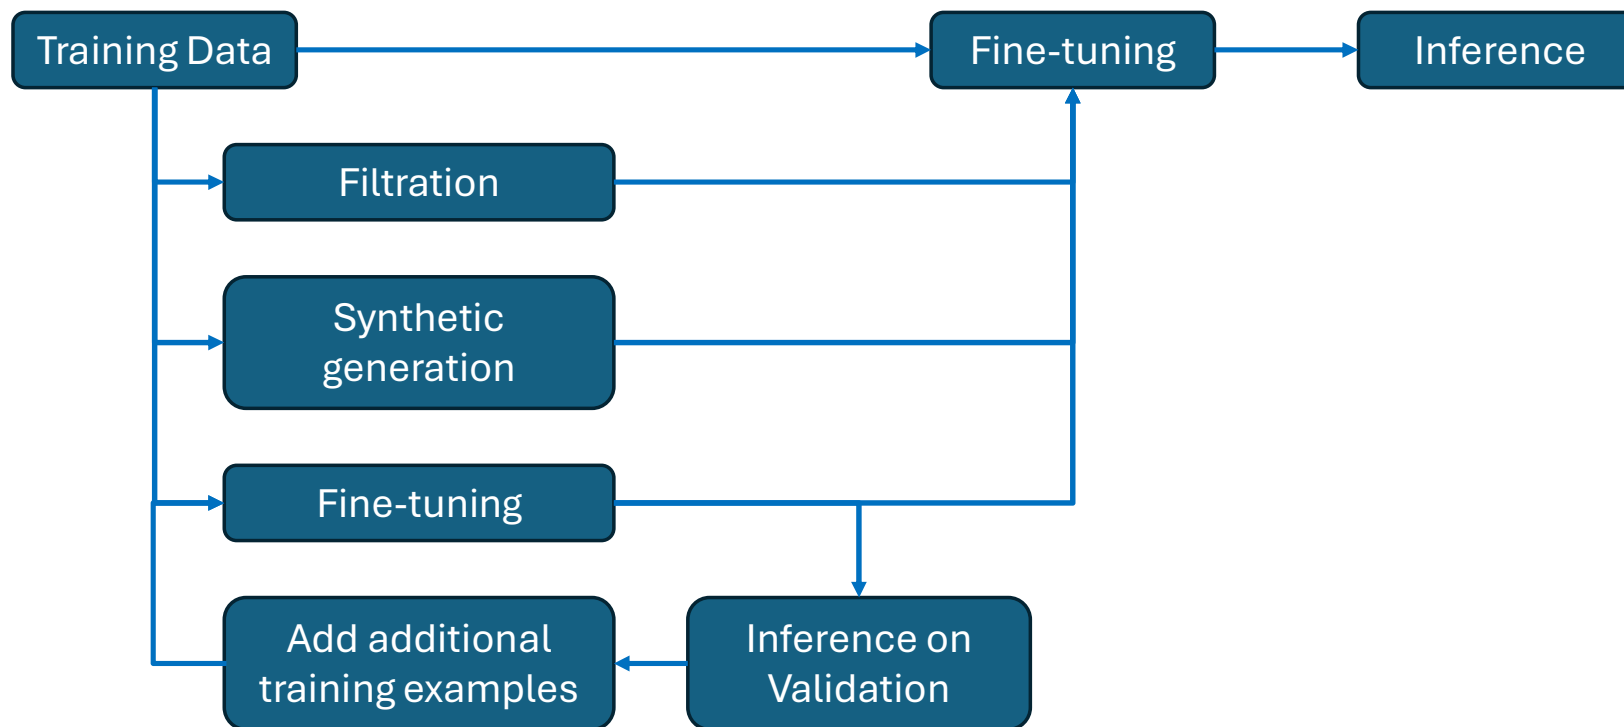 Training Data
Fine-tuning
Inference
Filtration
Synthetic
generation
Fine-tuning
Add additional
training examples
Inference on
Validation